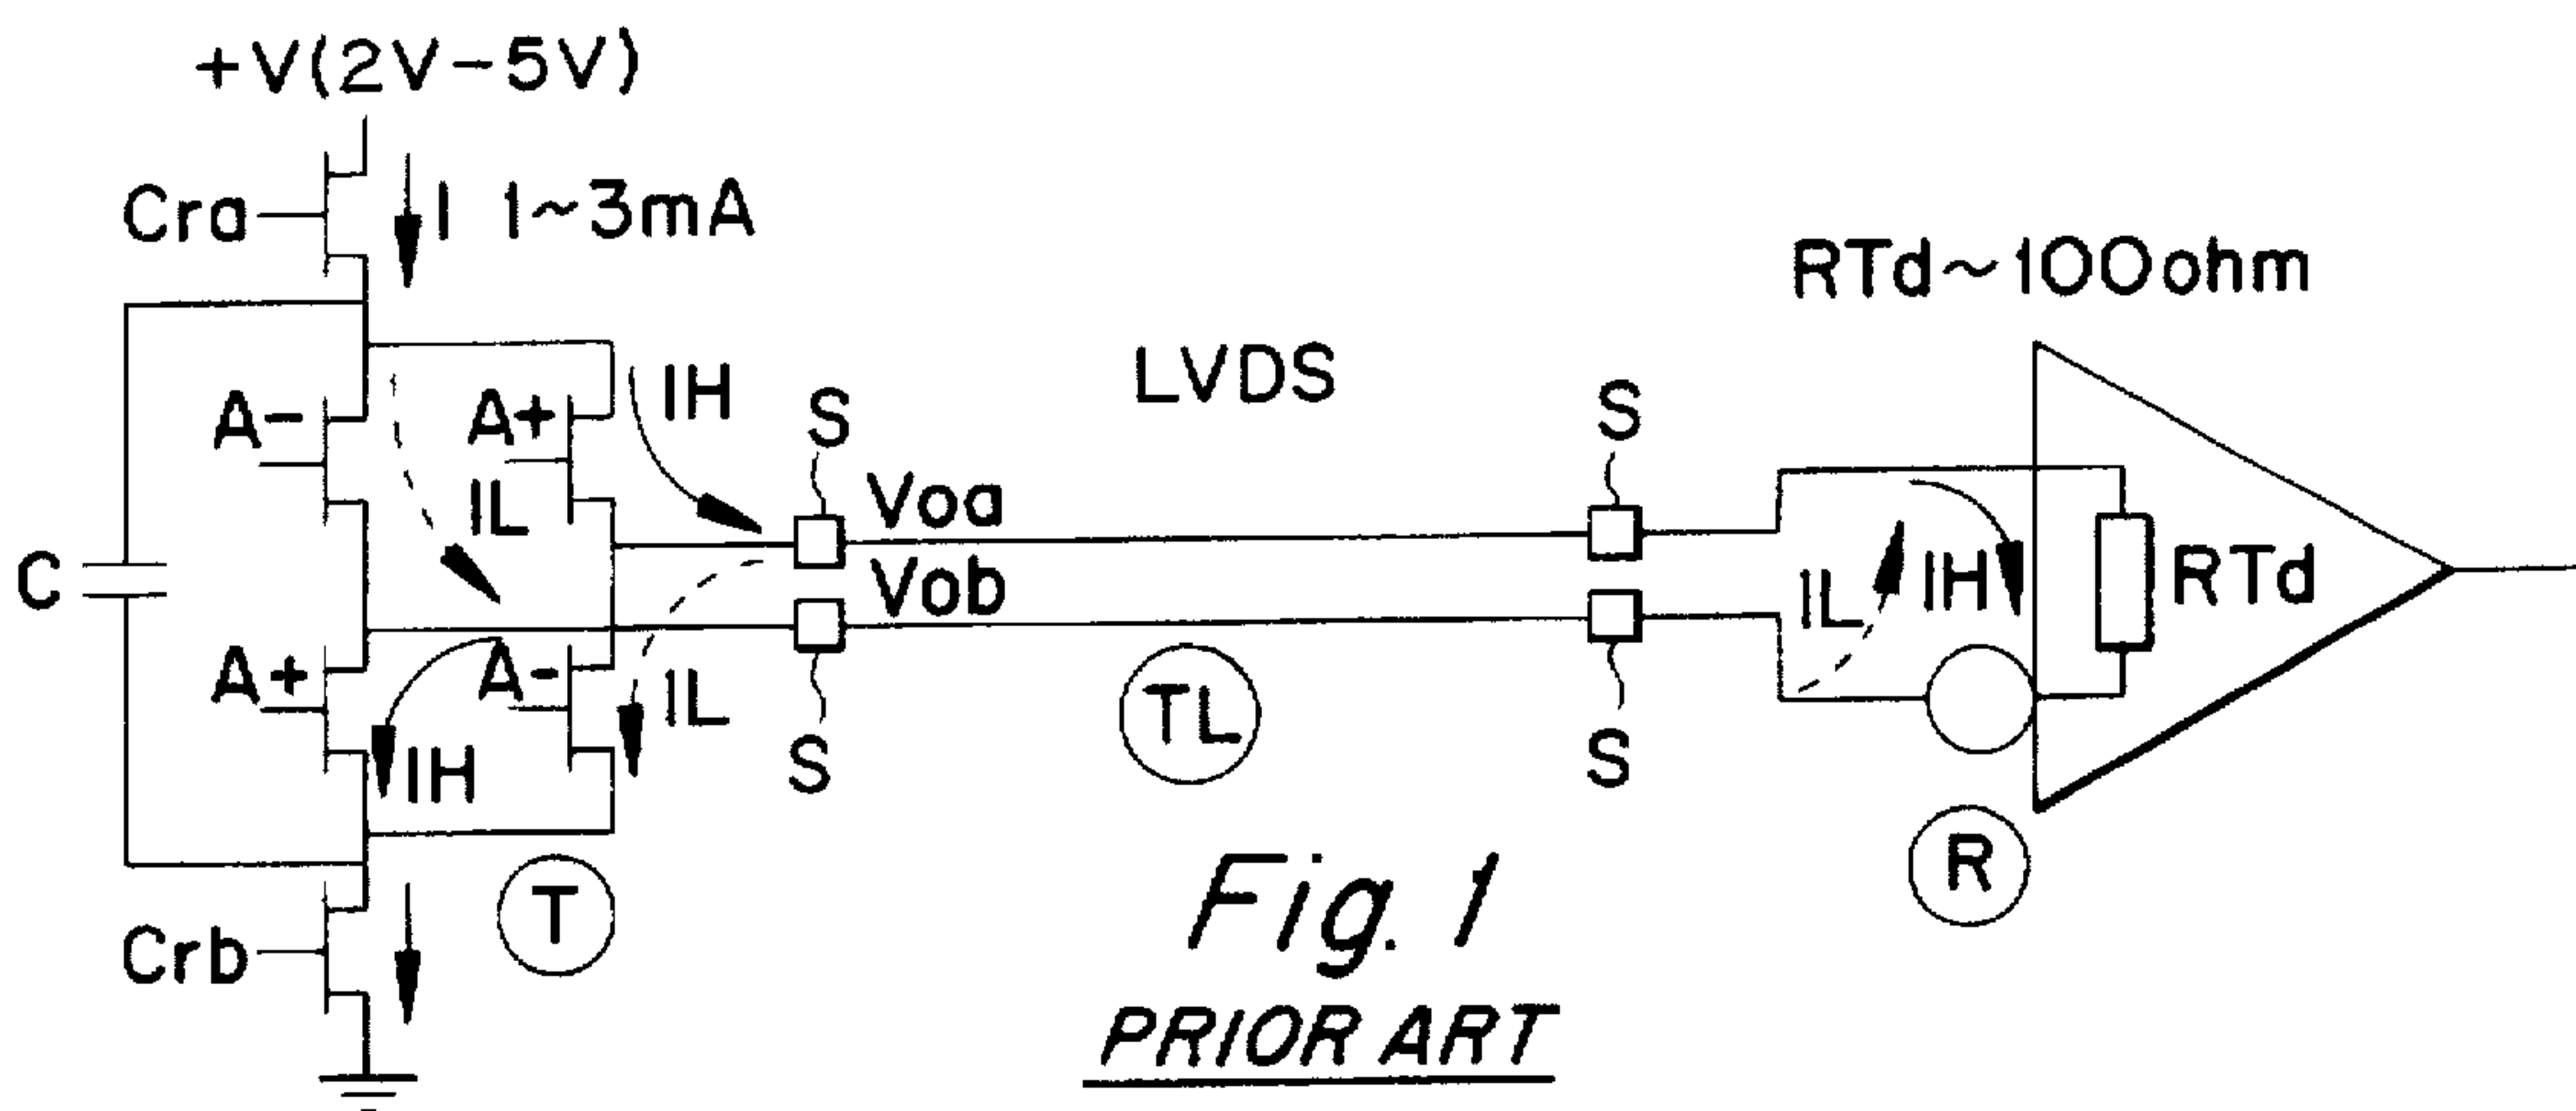 +V(2V-5V)
Cra
I 1~3mA
RTd~100ohm
LVDS
A-
A+
IH
S
S
IL
Voa
C
Vob
IL
IH
RTd
A+
A-
IL
TL
IH
S
S
T
R
Crb
Fig. 1
PRIOR ART